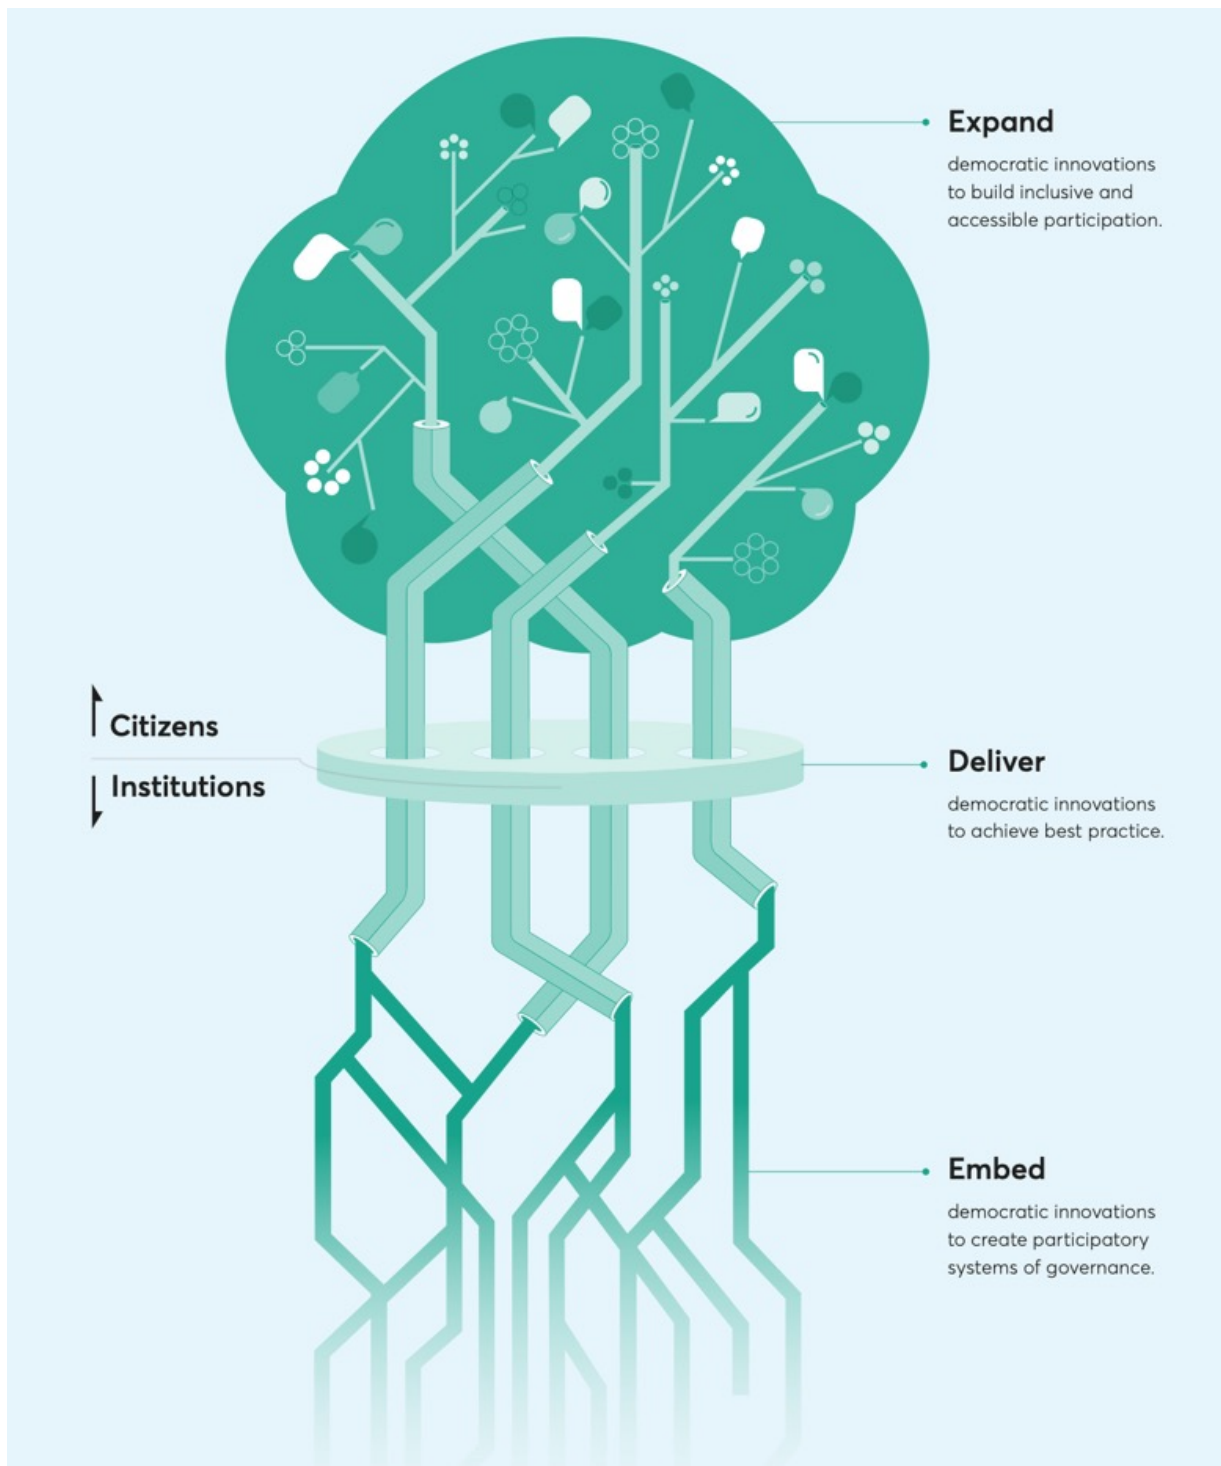 Expand
democratic innovations
to build inclusive and
accessible participation.
Citizens
Institutions
Deliver
democratic innovations
to achieve best practice.
Embed
democratic innovations
to create participatory
systems of governance.